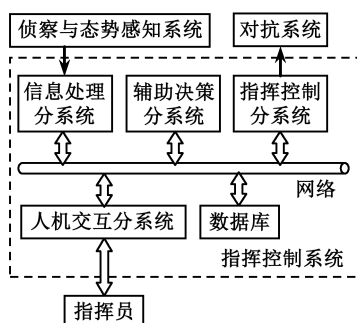 侦察与态势感知系统
对抗系统
信息处理
分系统
辅助决策
分系统
指挥控制
分系统
网络
人机交互分系统
数据库
指挥控制系统
指挥员